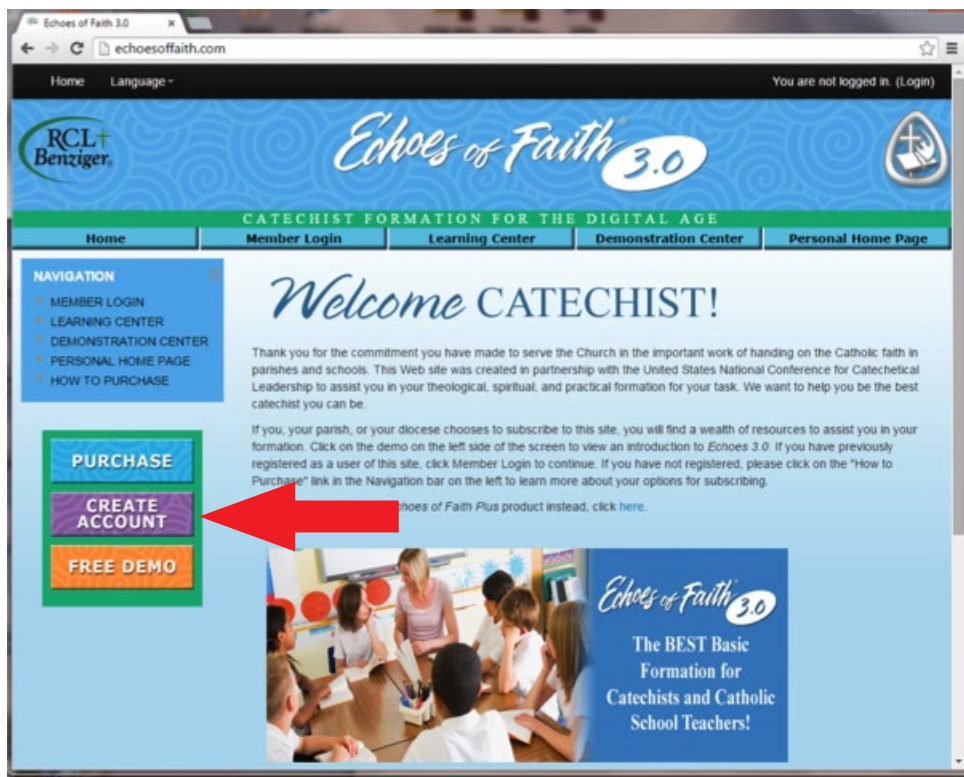 Echoes of Faith 3.0
echoesoffaith.com
Home Language
You are not logged in. (Login)
RCL
Benziger
Echoes of Faith 3.0
CATECHIST FORMATION FOR THE DIGITAL AGE
Home Member Login Learning Center Demonstration Center Personal Home Page
NAVIGATION
MEMBER LOGIN
LEARNING CENTER
DEMONSTRATION CENTER
PERSONAL HOME PAGE
HOW TO PURCHASE
PURCHASE
CREATE
ACCOUNT
FREE DEMO
Welcome CATECHIST!
Thank you for the commitment you have made to serve the Church in the important work of handing on the Catholic faith in
parishes and schools. This Web site was created in partnership with the United States National Conference for Catechetical
Leadership to assist you in your theological, spiritual, and practical formation for your task. We want to help you be the best
catechist you can be.
If you, your parish, or your diocese chooses to subscribe to this site, you will find a wealth of resources to assist you in your
formation. Click on the demo on the left side of the screen to view an introduction to Echoes 3.0. If you have previously
registered as a user of this site, click Member Login to continue. If you have not registered, please click on the "How to
Purchase" link in the Navigation bar on the left to learn more about your options for subscribing.
of Faith Plus product instead, click here.
Echoes of Faith 3.0
The BEST Basic
Formation for
Catechists and Catholic
School Teachers!